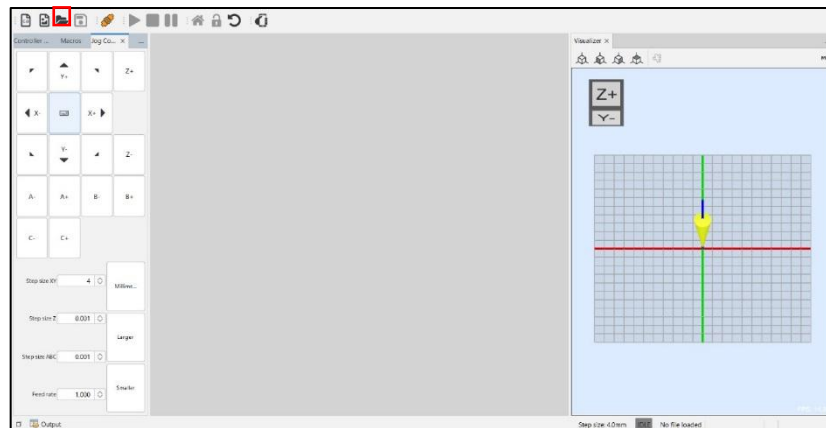 Controller ... Macros Jog Co... × ...
Visualizer ×
Y+
Z+
X-
X+
Y-
Z-
A-
A+
B-
B+
C-
C+
Step size XY 4
Millime...
Step size Z 0.001
Larger
Step size ABC 0.001
Feed rate 1.000
Smaller
Z+
Y-
Output
Step size: 4.0mm IDLE No file loaded